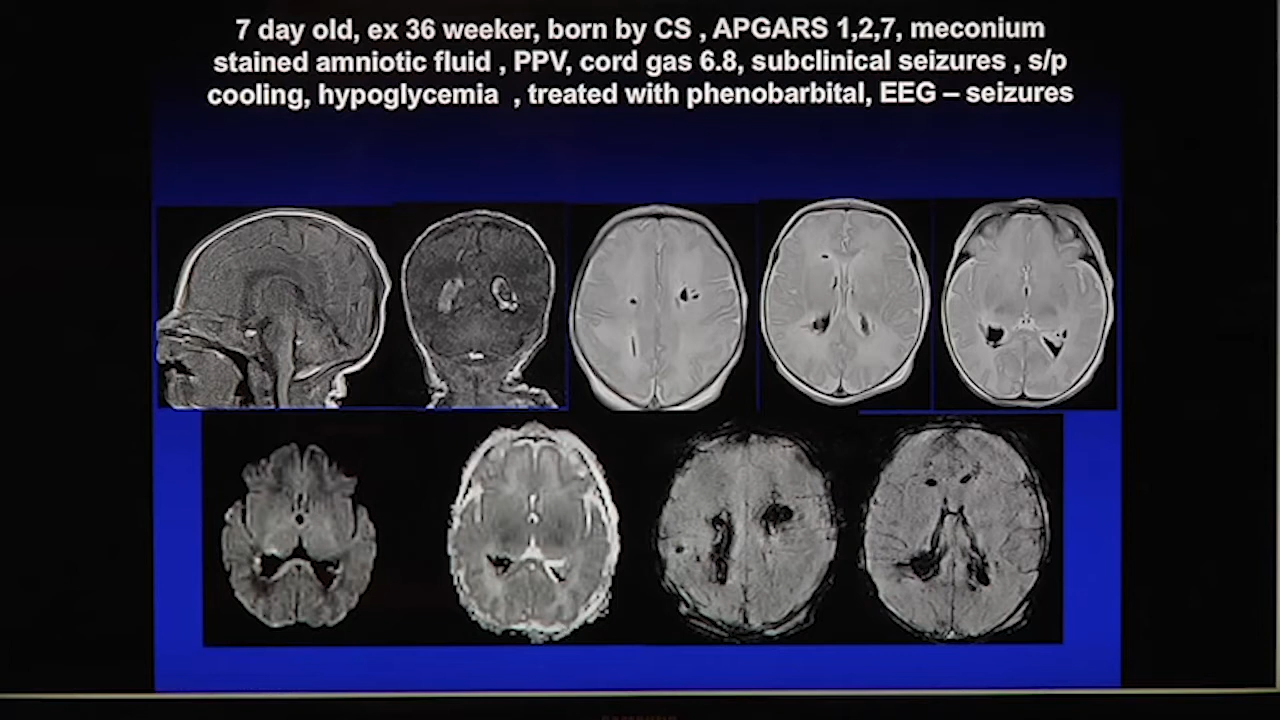 7 day old, ex 36 weeker, born by CS , APGARS 1,2,7, meconium
stained amniotic fluid , PPV, cord gas 6.8, subclinical seizures , s/p
cooling, hypoglycemia , treated with phenobarbital, EEG – seizures
SAMSUNG